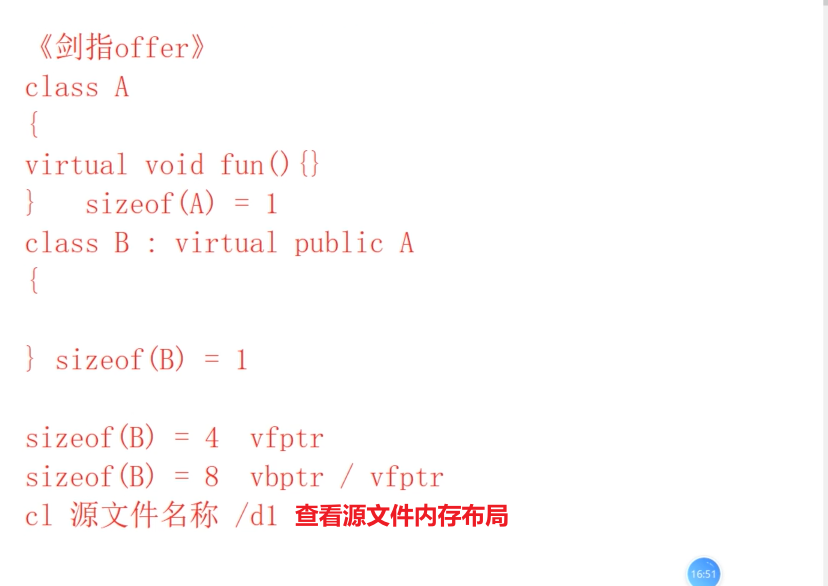 《剑指offer》
class A
{
virtual void fun(){}
} sizeof(A) = 1
class B : virtual public A
{
} sizeof(B) = 1
sizeof(B) = 4 vfptr
sizeof(B) = 8 vbptr / vfptr
cl 源文件名称 /d1 查看源文件内存布局
16:51